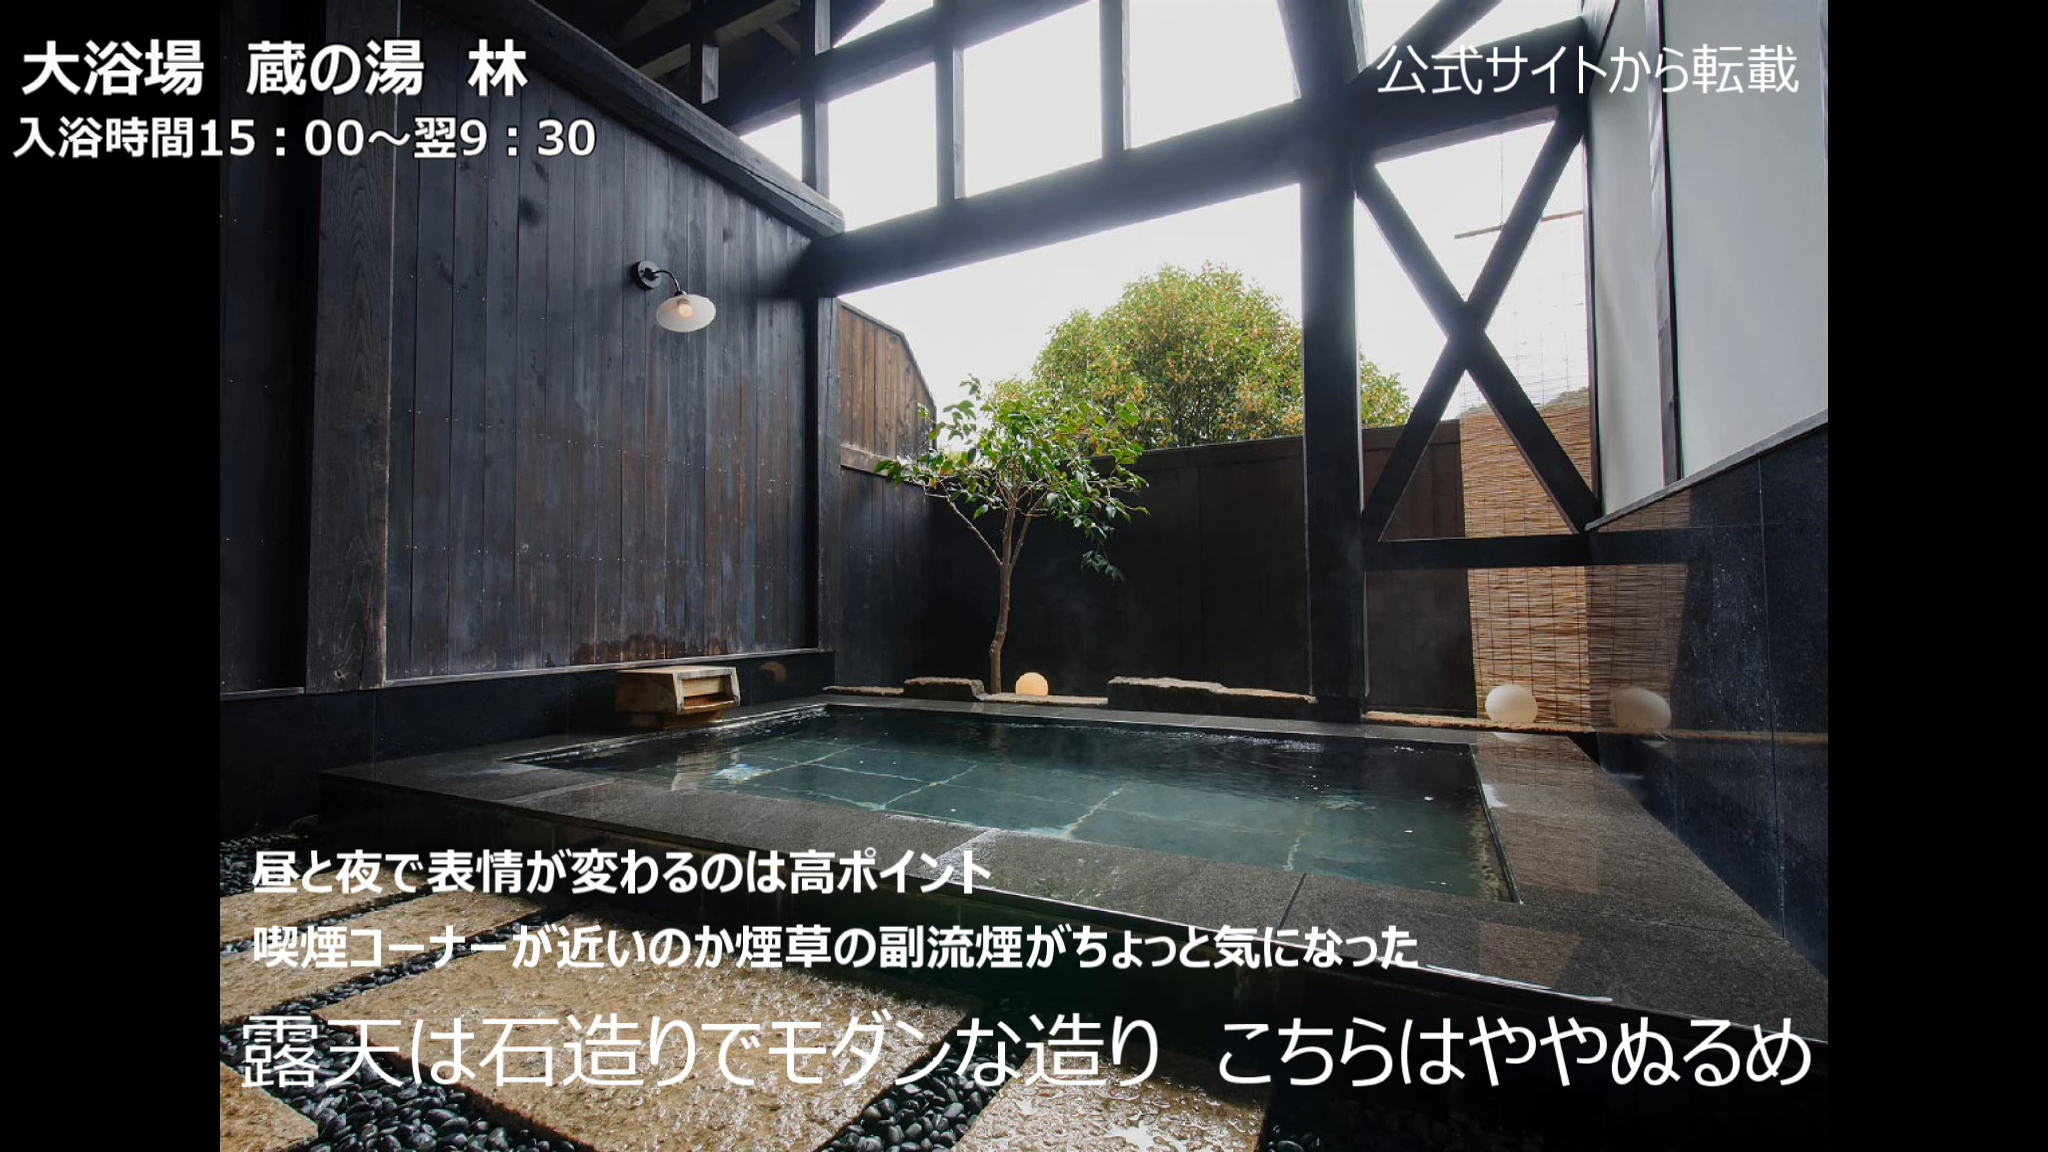 大浴場　蔵の湯　林
公式サイトから転載
入浴時間15：00～翌9：30
昼と夜で表情が変わるのは高ポイント
喫煙コーナーが近いのか煙草の副流煙がちょっと気になった
露天は石造りでモダンな造り　こちらはややぬるめ